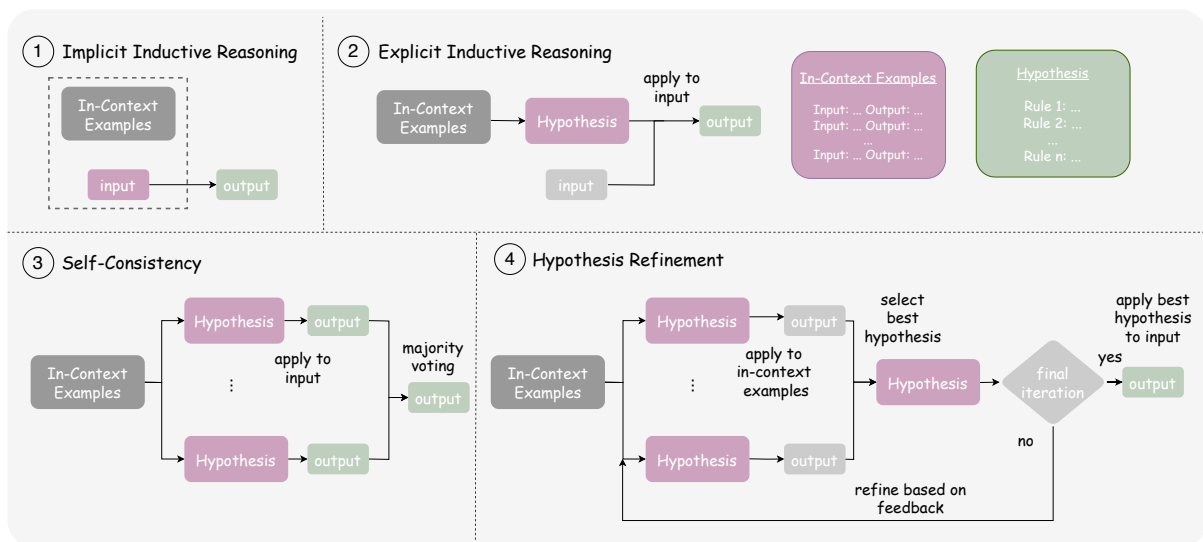 1 Implicit Inductive Reasoning
In-Context
Examples
input
output
2 Explicit Inductive Reasoning
In-Context
Examples
Hypothesis
apply to
input
output
input
In-Context Examples
Input: ... Output: ...
Input: ... Output: ...
...
Input: ... Output: ...
Hypothesis
Rule 1: ...
Rule 2: ...
...
Rule n: ...
3 Self-Consistency
In-Context
Examples
Hypothesis
output
apply to
input
⋮
Hypothesis
output
majority
voting
output
4 Hypothesis Refinement
In-Context
Examples
Hypothesis
output
apply to
in-context
examples
⋮
Hypothesis
output
select
best
hypothesis
Hypothesis
final
iteration
yes
apply best
hypothesis
to input
output
no
refine based on
feedback